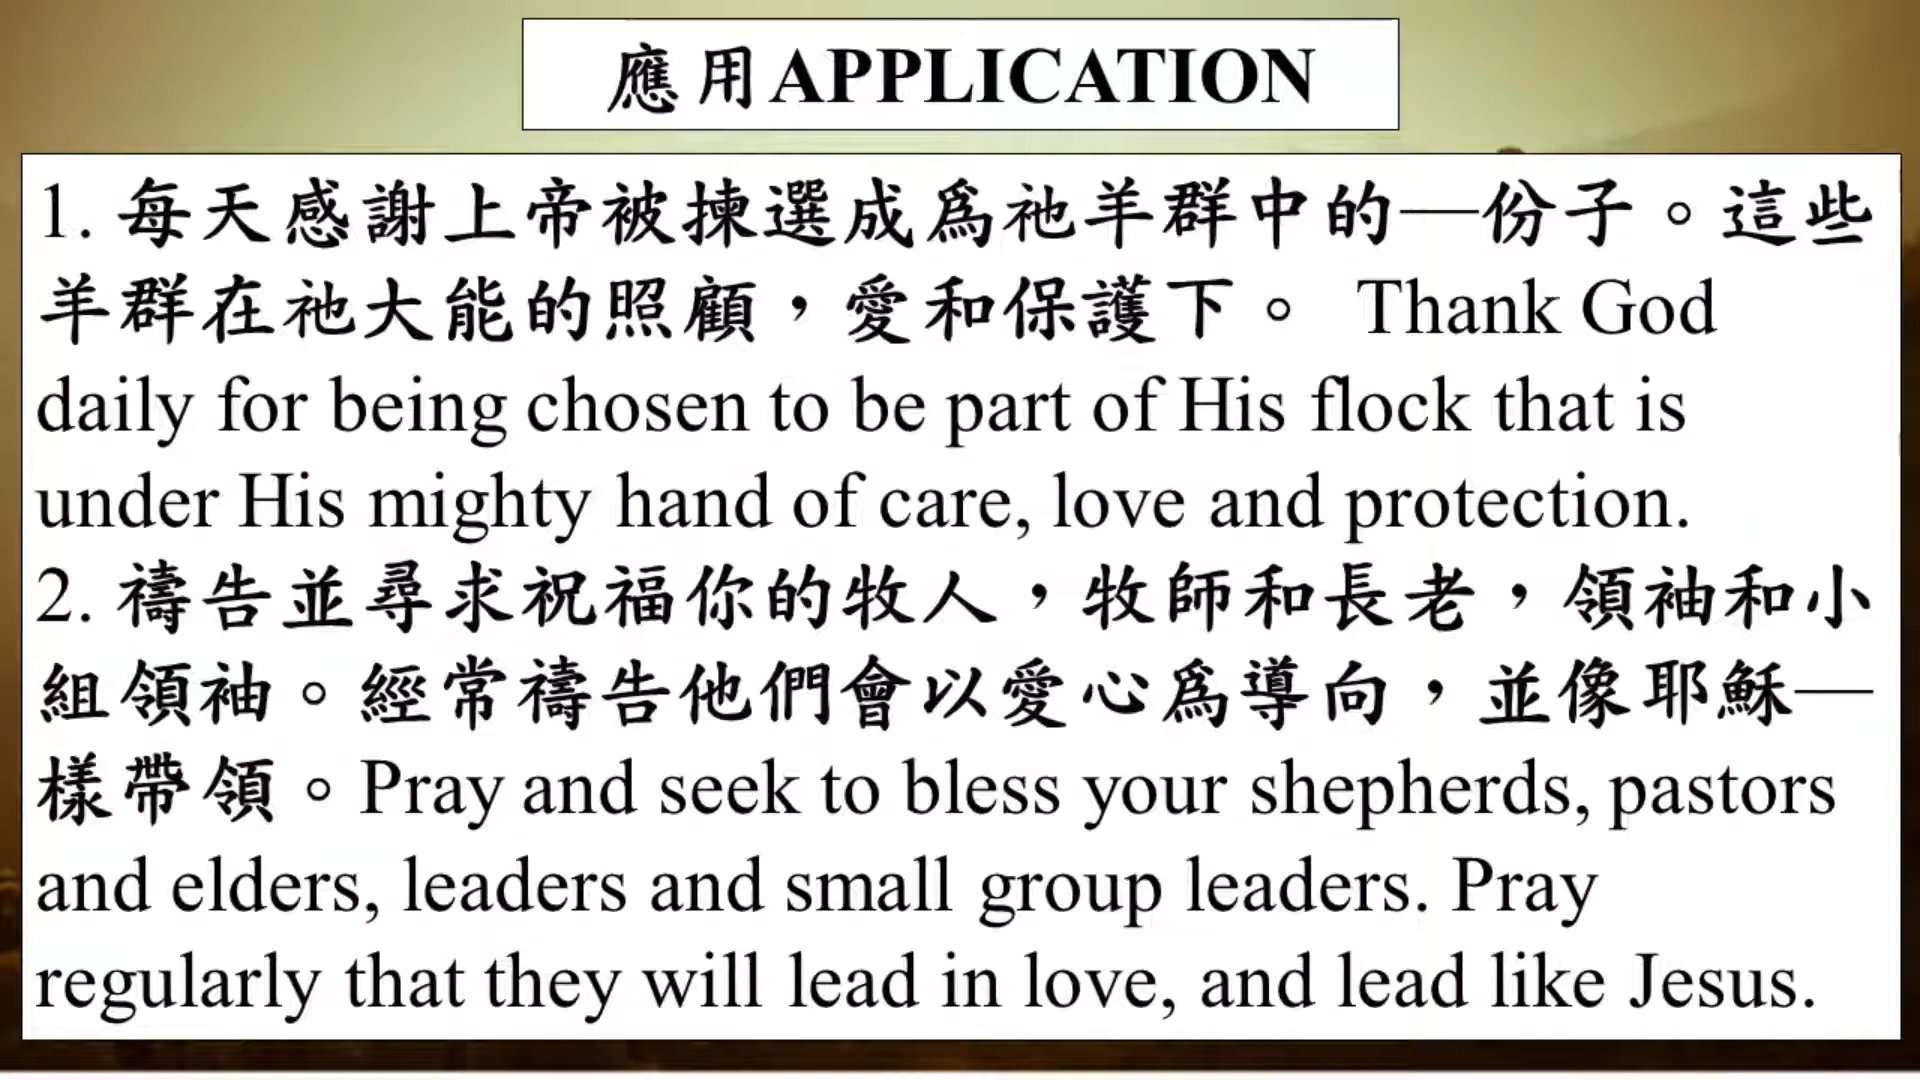 應用APPLICATION
1. 每天感謝上帝被揀選成爲祂羊群中的一份子。這些
羊群在祂大能的照顧，愛和保護下。 Thank God
daily for being chosen to be part of His flock that is
under His mighty hand of care, love and protection.
2. 禱告並尋求祝福你的牧人，牧師和長老，領袖和小
組領袖。經常禱告他們會以愛心爲導向，並像耶穌一
樣帶領。Pray and seek to bless your shepherds, pastors
and elders, leaders and small group leaders. Pray
regularly that they will lead in love, and lead like Jesus.